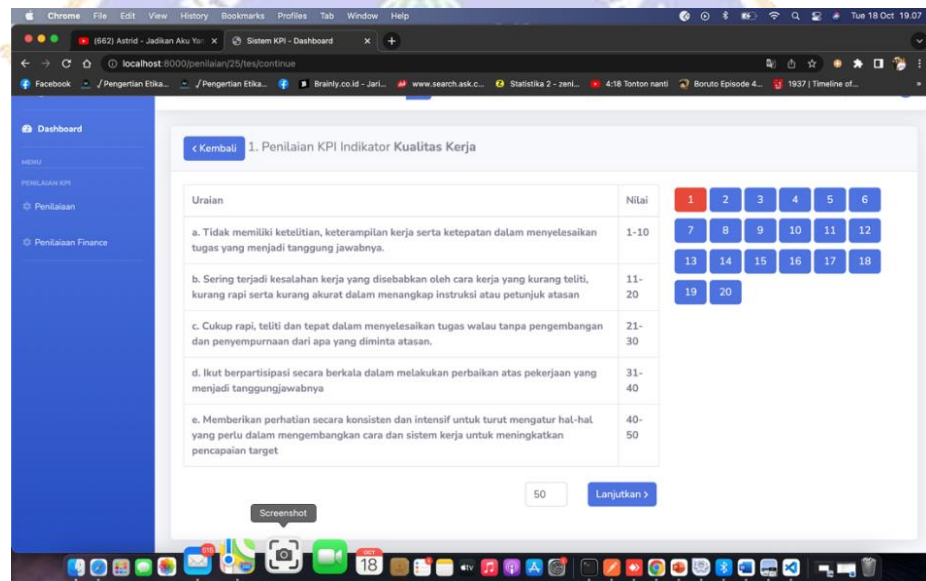 Chrome File Edit View History Bookmarks Profiles Tab Window Help
Tue 18 Oct 19.07
(662) Astrid - Jadikan Aku Yan
Sistem KPI - Dashboard
localhost:8000/penilaian/25/tes/continue
Facebook ./Pengertian Etika... ./Pengertian Etika... Brainly.co.id - Jari... www.search.ask.c... Statistika 2 - zeni... 4:18 Tonton nanti Boruto Episode 4... 1937 | Timeline of...
Dashboard
MENU
PENILAIAN KPI
Penilaiaan
Penilaiaan Finance
< Kembali 1. Penilaian KPI Indikator Kualitas Kerja
Uraian Nilai
a. Tidak memiliki ketelitian, keterampilan kerja serta ketepatan dalam menyelesaikan 1-10
tugas yang menjadi tanggung jawabnya.
b. Sering terjadi kesalahan kerja yang disebabkan oleh cara kerja yang kurang teliti, 11-
kurang rapi serta kurang akurat dalam menangkap instruksi atau petunjuk atasan 20
c. Cukup rapi, teliti dan tepat dalam menyelesaikan tugas walau tanpa pengembangan 21-
dan penyempurnaan dari apa yang diminta atasan. 30
d. Ikut berpartisipasi secara berkala dalam melakukan perbaikan atas pekerjaan yang 31-
menjadi tanggungjawabnya 40
e. Memberikan perhatian secara konsisten dan intensif untuk turut mengatur hal-hal 40-
yang perlu dalam mengembangkan cara dan sistem kerja untuk meningkatkan 50
pencapaian target
50 Lanjutkan >
1 2 3 4 5 6
7 8 9 10 11 12
13 14 15 16 17 18
19 20
Screenshot
OCT
18
tv